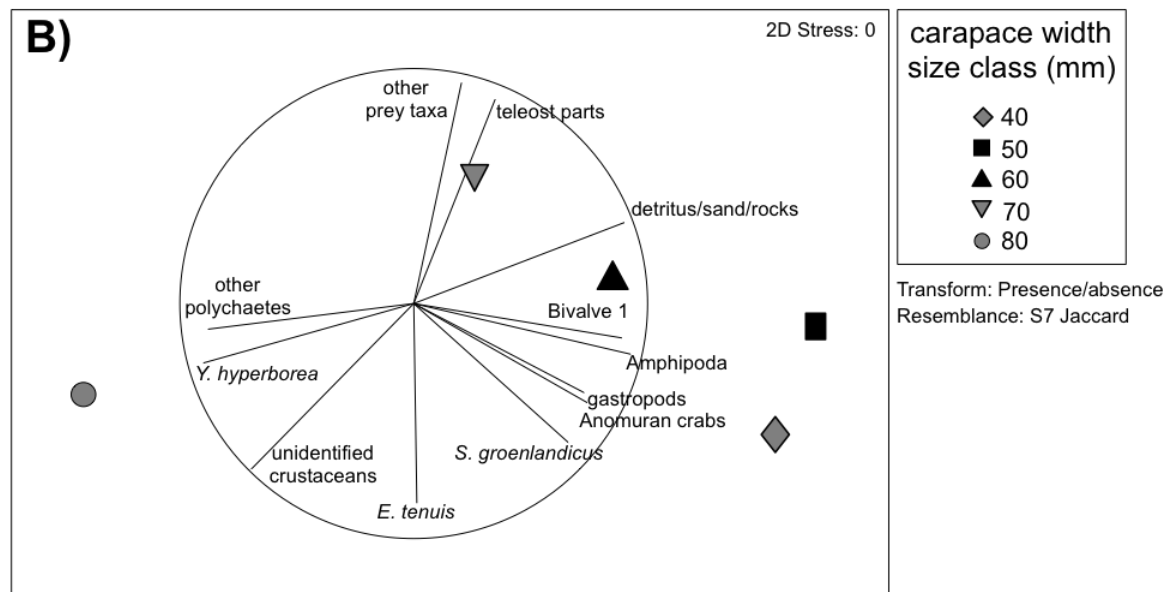 B)
2D Stress: 0
other
prey taxa
teleost parts
detritus/sand/rocks
other
polychaetes
Bivalve 1
Y. hyperborea
Amphipoda
gastropods
Anomuran crabs
unidentified
crustaceans
S. groenlandicus
E. tenuis
carapace width
size class (mm)
40
50
60
70
80
Transform: Presence/absence
Resemblance: S7 Jaccard